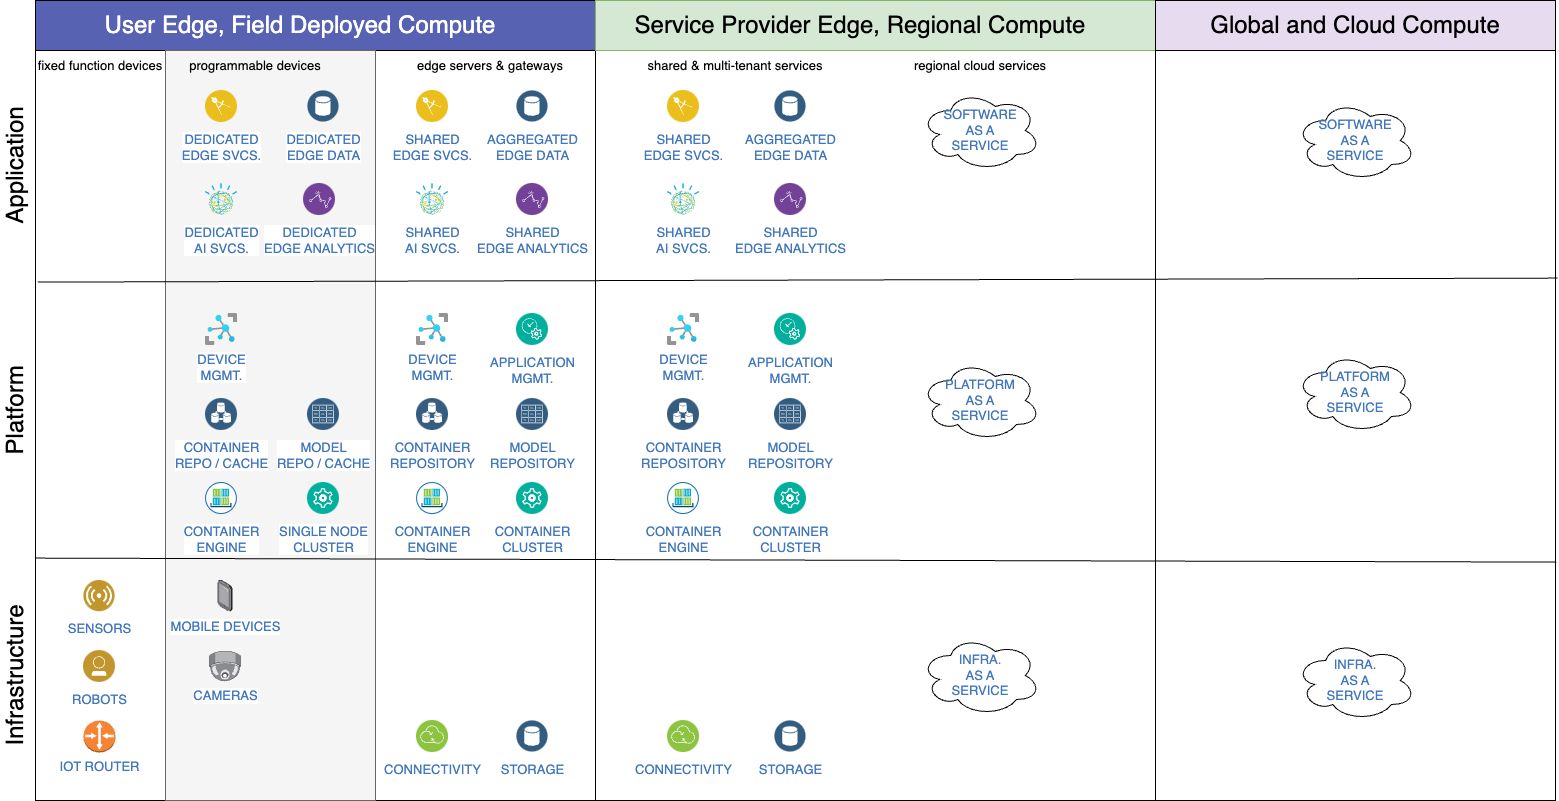 User Edge, Field Deployed Compute
Service Provider Edge, Regional Compute
Global and Cloud Compute
fixed function devices
programmable devices
edge servers & gateways
shared & multi-tenant services
regional cloud services
Application
DEDICATED
EDGE SVCS.
DEDICATED
EDGE DATA
SHARED
EDGE SVCS.
AGGREGATED
EDGE DATA
SHARED
EDGE SVCS.
AGGREGATED
EDGE DATA
SOFTWARE
AS A
SERVICE
SOFTWARE
AS A
SERVICE
DEDICATED
AI SVCS.
DEDICATED
EDGE ANALYTICS
SHARED
AI SVCS.
SHARED
EDGE ANALYTICS
SHARED
AI SVCS.
SHARED
EDGE ANALYTICS
Platform
DEVICE
MGMT.
DEVICE
MGMT.
APPLICATION
MGMT.
DEVICE
MGMT.
APPLICATION
MGMT.
PLATFORM
AS A
SERVICE
PLATFORM
AS A
SERVICE
CONTAINER
REPO / CACHE
MODEL
REPO / CACHE
CONTAINER
REPOSITORY
MODEL
REPOSITORY
CONTAINER
REPOSITORY
MODEL
REPOSITORY
CONTAINER
ENGINE
SINGLE NODE
CLUSTER
CONTAINER
ENGINE
CONTAINER
CLUSTER
CONTAINER
ENGINE
CONTAINER
CLUSTER
Infrastructure
SENSORS
MOBILE DEVICES
ROBOTS
CAMERAS
INFRA.
AS A
SERVICE
INFRA.
AS A
SERVICE
IOT ROUTER
CONNECTIVITY
STORAGE
CONNECTIVITY
STORAGE